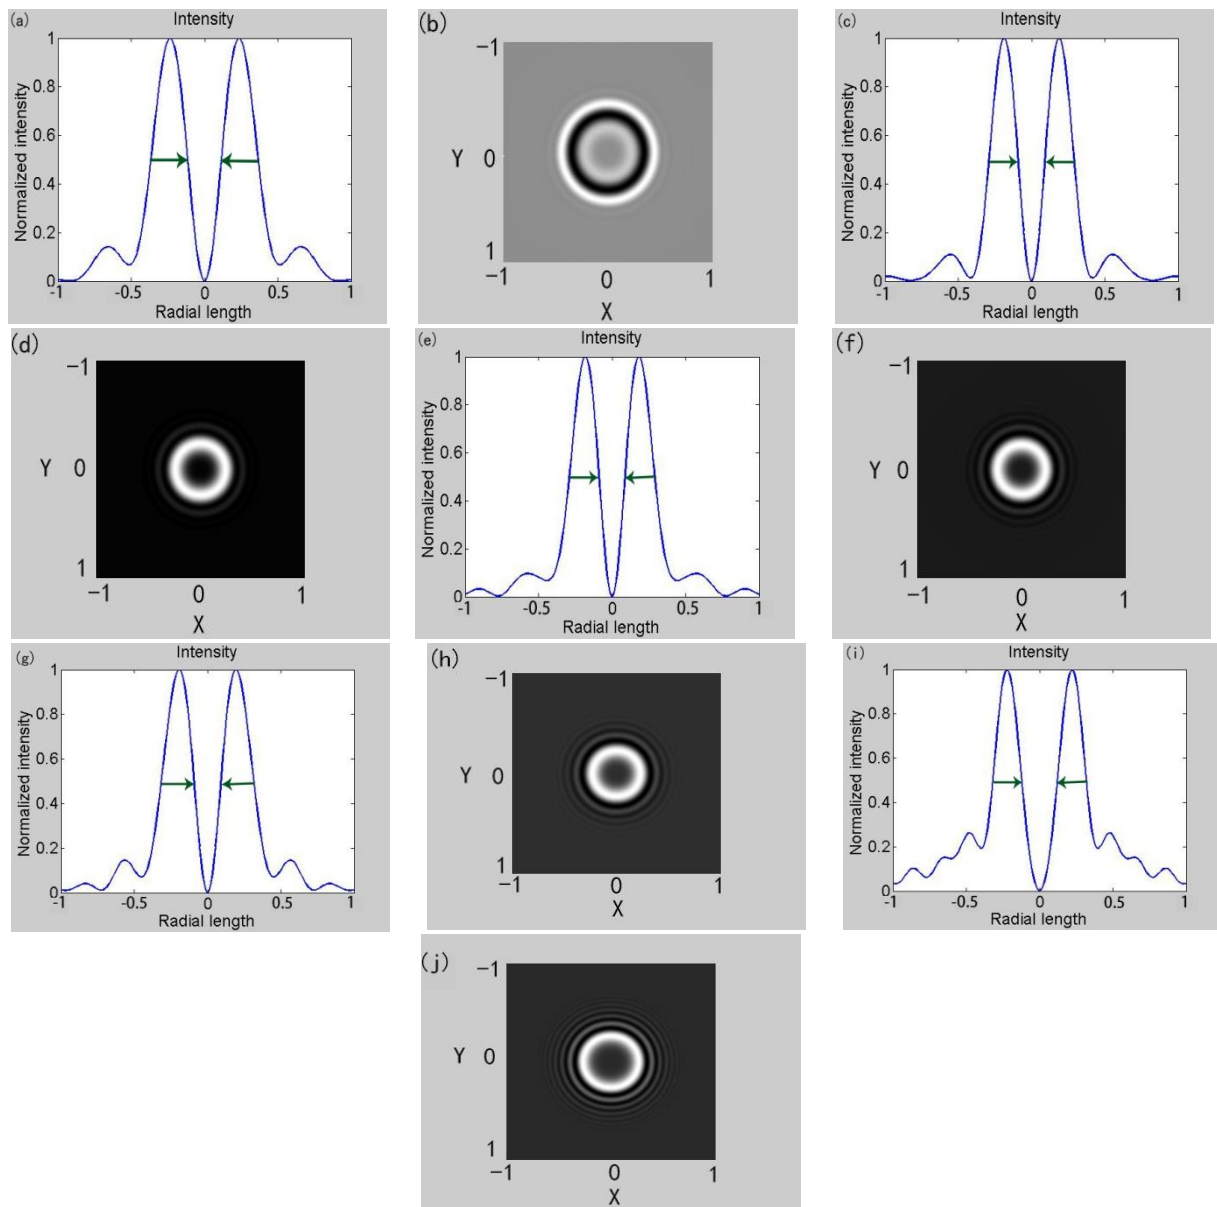 (a)
Intensity
Normalized intensity
1
0.8
0.6
0.4
0.2
0
-1 -0.5 0 0.5 1
Radial length
(b)
-1
Y 0
1
-1 0 1
X
(c)
Intensity
Normalized intensity
1
0.8
0.6
0.4
0.2
0
-1 -0.5 0 0.5 1
Radial length
(d)
-1
Y 0
1
-1 0 1
X
(e)
Intensity
Normalized intensity
1
0.8
0.6
0.4
0.2
0
-1 -0.5 0 0.5 1
Radial length
(f)
-1
Y 0
1
-1 0 1
X
(g)
Intensity
Normalized intensity
1
0.8
0.6
0.4
0.2
0
-1 -0.5 0 0.5 1
Radial length
(h)
-1
Y 0
1
-1 0 1
X
(i)
Intensity
Normalized intensity
1
0.8
0.6
0.4
0.2
0
-1 -0.5 0 0.5 1
Radial length
(j)
-1
Y 0
1
-1 0 1
X